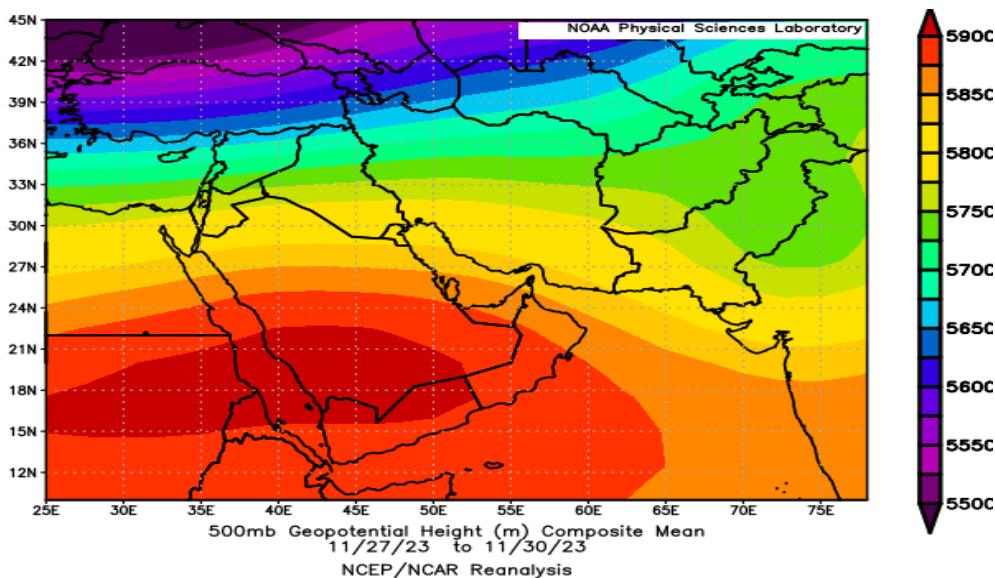 NOAA Physical Sciences Laboratory
45N
42N
39N
36N
33N
30N
27N
24N
21N
18N
15N
12N
25E 30E 35E 40E 45E 50E 55E 60E 65E 70E 75E
5900
5850
5800
5750
5700
5650
5600
5550
5500
500mb Geopotential Height (m) Composite Mean
11/27/23 to 11/30/23
NCEP/NCAR Reanalysis